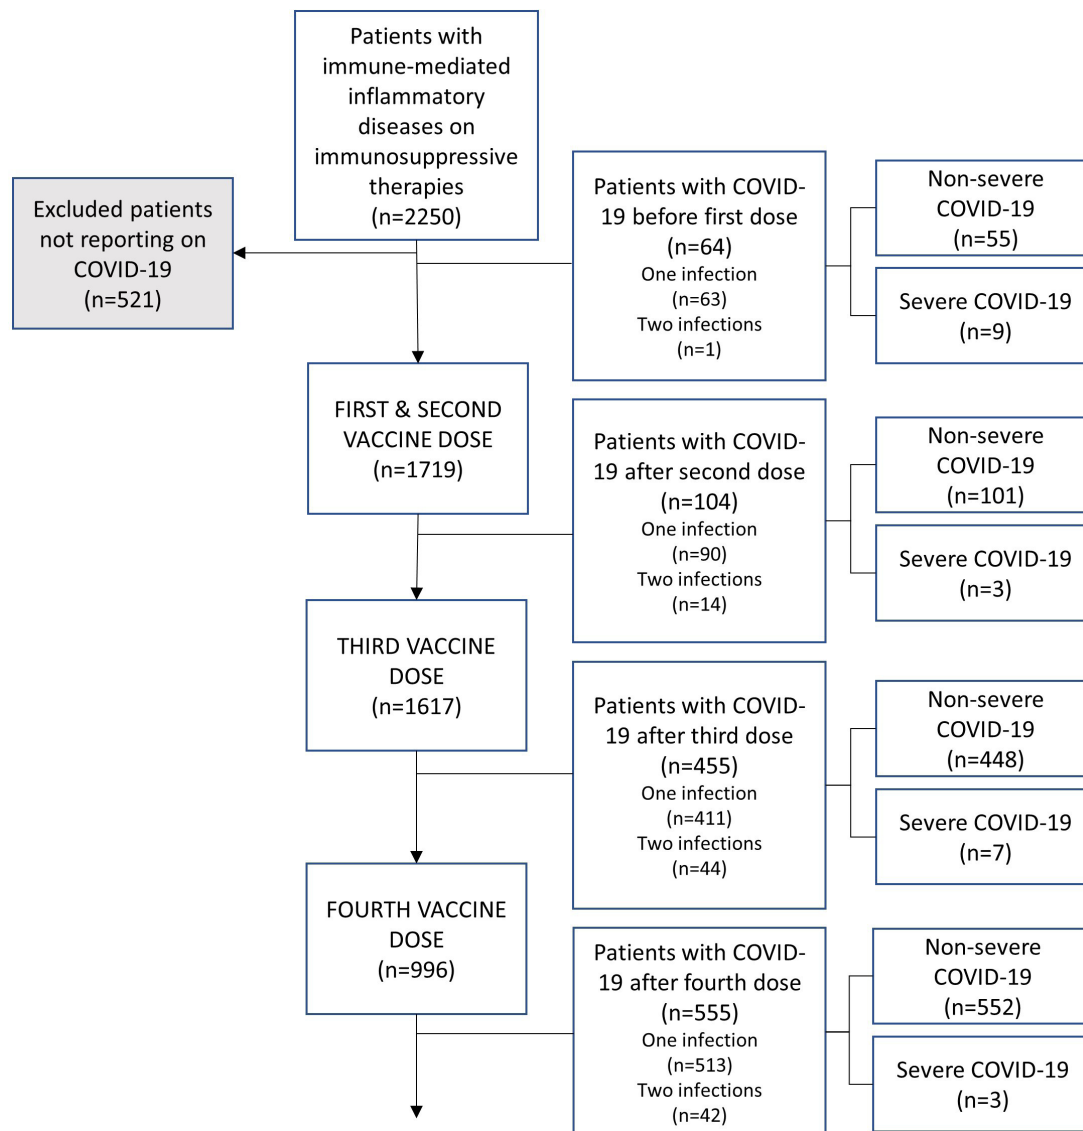 Patients with
immune-mediated
inflammatory
diseases on
immunosuppressive
therapies
(n=2250)
Excluded patients
not reporting on
COVID-19
(n=521)
Patients with COVID-
19 before first dose
(n=64)
One infection
(n=63)
Two infections
(n=1)
Non-severe
COVID-19
(n=55)
Severe COVID-19
(n=9)
FIRST & SECOND
VACCINE DOSE
(n=1719)
Patients with COVID-
19 after second dose
(n=104)
One infection
(n=90)
Two infections
(n=14)
Non-severe
COVID-19
(n=101)
Severe COVID-19
(n=3)
THIRD VACCINE
DOSE
(n=1617)
Patients with COVID-
19 after third dose
(n=455)
One infection
(n=411)
Two infections
(n=44)
Non-severe
COVID-19
(n=448)
Severe COVID-19
(n=7)
FOURTH VACCINE
DOSE
(n=996)
Patients with COVID-
19 after fourth dose
(n=555)
One infection
(n=513)
Two infections
(n=42)
Non-severe
COVID-19
(n=552)
Severe COVID-19
(n=3)